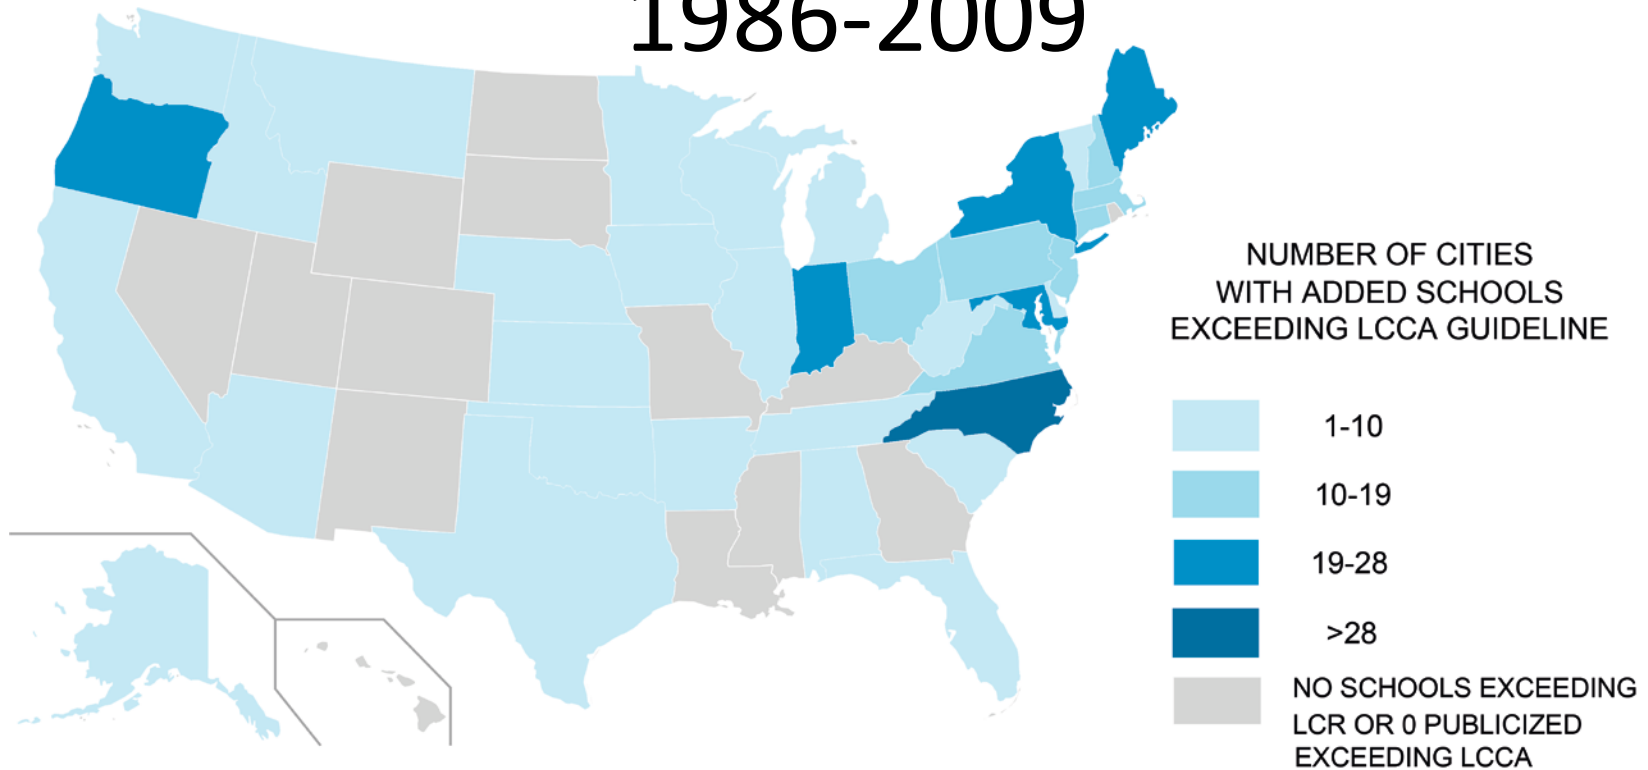 1986-2009
NUMBER OF CITIES
WITH ADDED SCHOOLS
EXCEEDING LCCA GUIDELINE
1-10
10-19
19-28
>28
NO SCHOOLS EXCEEDING
LCR OR 0 PUBLICIZED
EXCEEDING LCCA